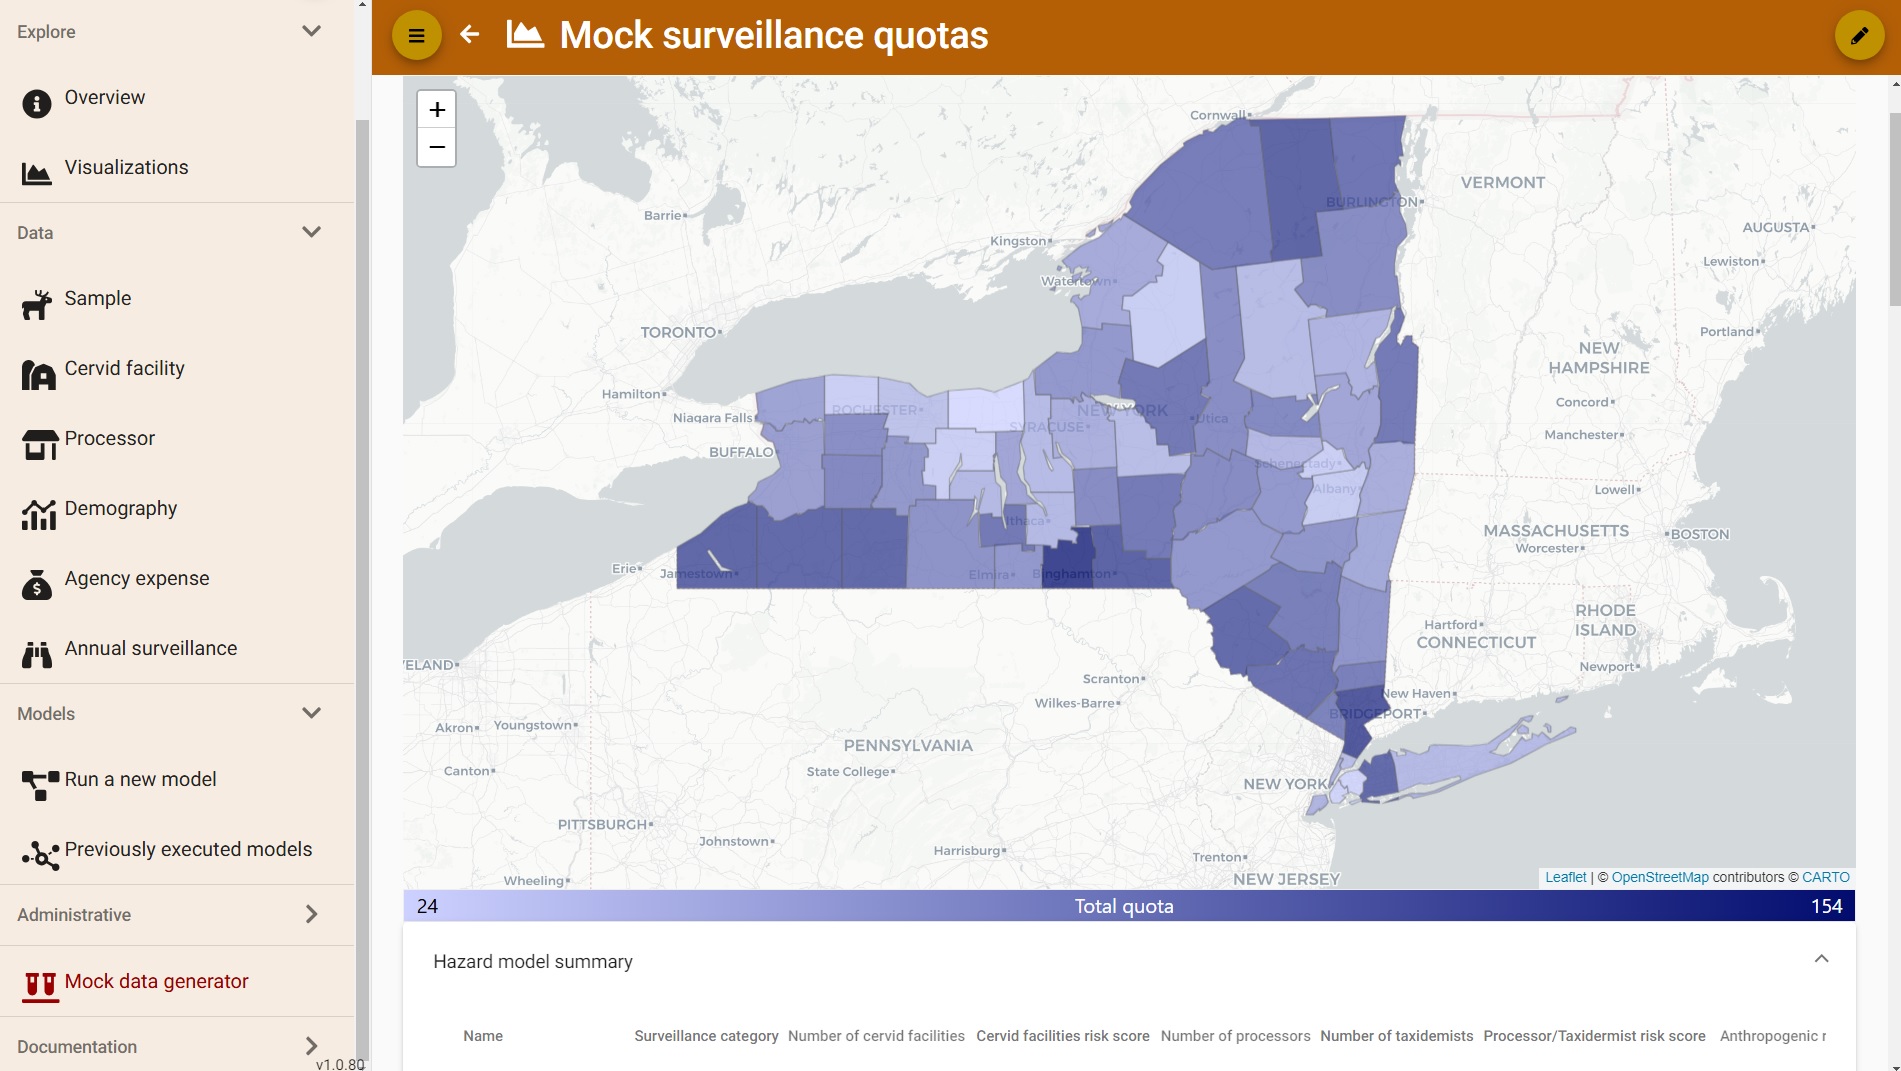 Explore
Overview
Visualizations
Data
Sample
Cervid facility
Processor
Demography
Agency expense
Annual surveillance
Models
Run a new model
Previously executed models
Administrative
Mock data generator
Documentation
v1.0.80
Mock surveillance quotas
+
−
Cornwall
VERMONT
BURLINGTON
Barrie
AUGUSTA
Kingston
Lewiston
Watertown
TORONTO
Portland
NEW
HAMPSHIRE
Hamilton
Concord
ROCHESTER
NEW YORK
Niagara Falls
Utica
SYRACUSE
Manchester
BUFFALO
Schenectady
Albany
Lowell
Ithaca
MASSACHUSETTS
BOSTON
Worcester
Erie
Jamestown
Elmira
Binghamton
RHODE
ISLAND
Hartford
CONNECTICUT
ELAND
Newport
Scranton
New Haven
Wilkes-Barre
BRIDGEPORT
Akron
Youngstown
PENNSYLVANIA
Canton
State College
NEW YORK
PITTSBURGH
Johnstown
Harrisburg
Trenton
Wheeling
NEW JERSEY
Leaflet | © OpenStreetMap contributors © CARTO
24 Total quota 154
Hazard model summary
Name Surveillance category Number of cervid facilities Cervid facilities risk score Number of processors Number of taxidermists Processor/Taxidermist risk score Anthropogenic r